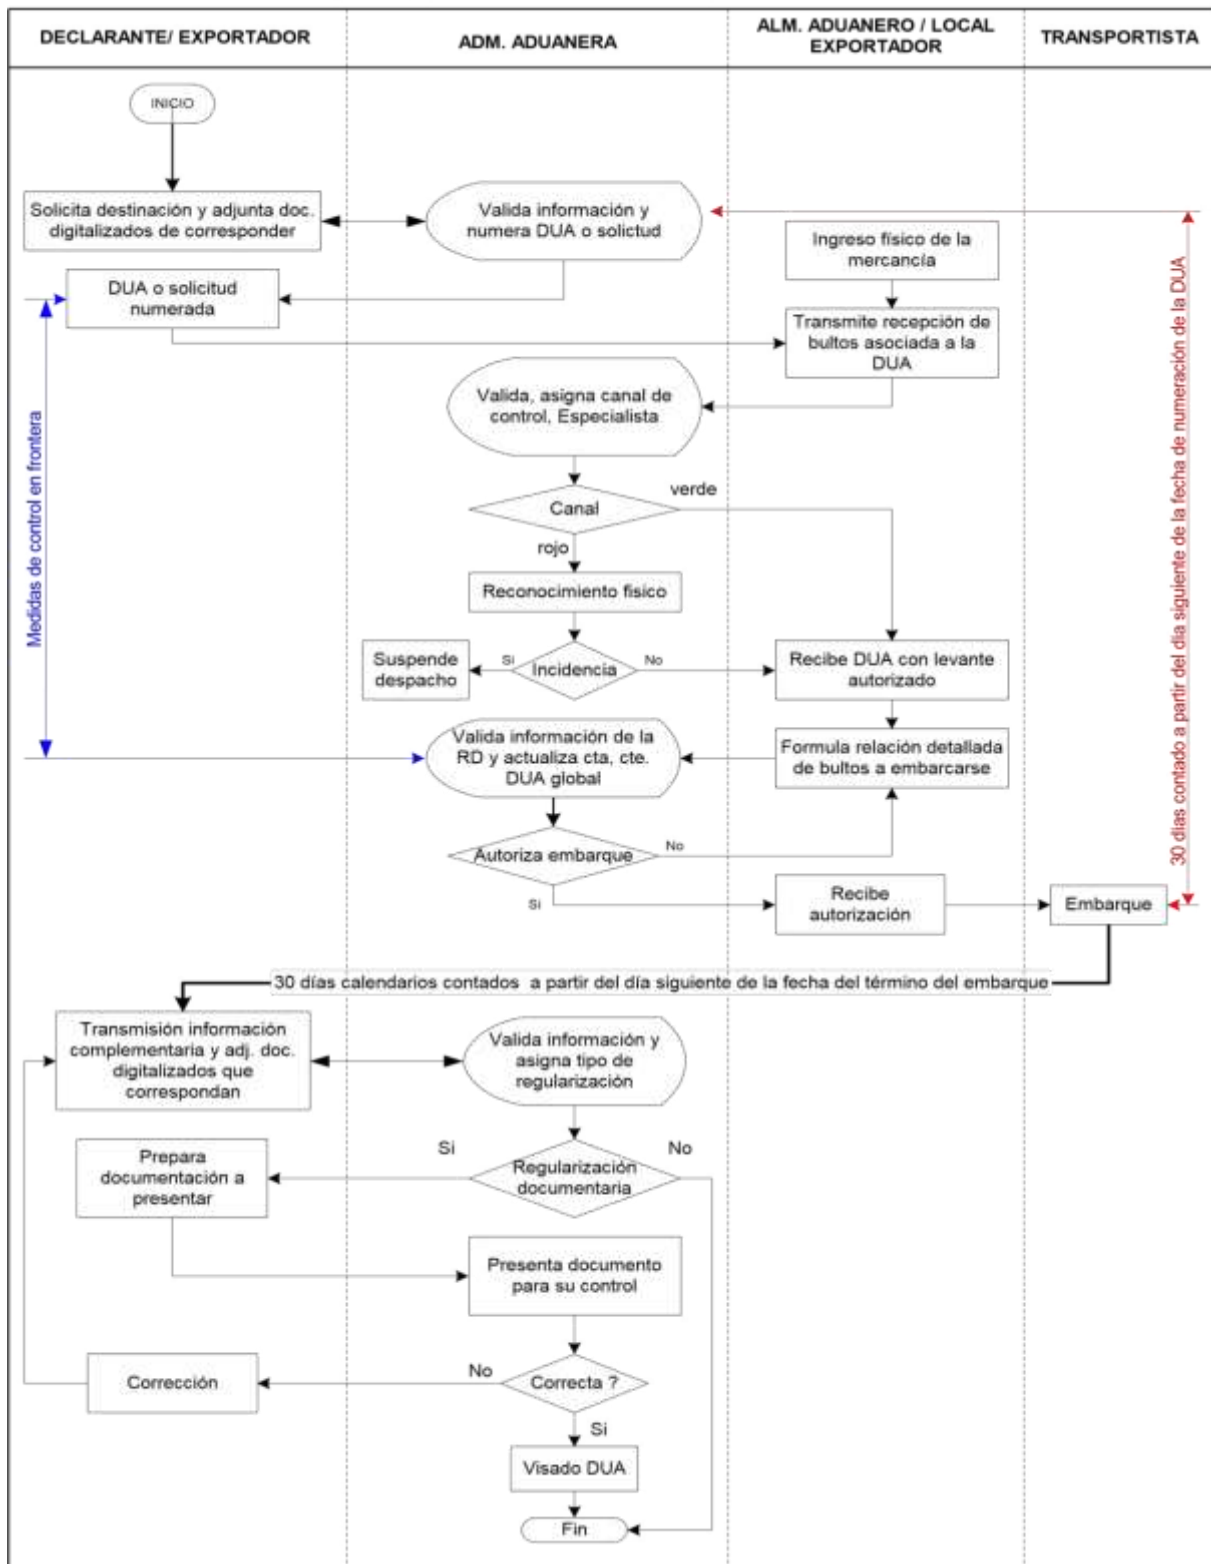 DECLARANTE/ EXPORTADOR
ADM. ADUANERA
ALM. ADUANERO / LOCAL
EXPORTADOR
TRANSPORTISTA
INICIO
Solicita destinación y adjunta doc.
digitalizados de corresponder
Valida información y
numera DUA o solictud
Ingreso físico de la
mercancía
DUA o solicitud
numerada
Transmite recepción de
bultos asociada a la
DUA
Valida, asigna canal de
control, Especialista
Canal
verde
rojo
Reconocimiento fisico
Suspende
despacho
Si
Incidencia
No
Recibe DUA con levante
autorizado
Valida información de la
RD y actualiza cta, cte.
DUA global
Formula relación detallada
de bultos a embarcarse
Autoriza embarque
No
Si
Recibe
autorización
Embarque
Medidas de control en frontera
30 días contado a partir del día siguiente de la fecha de numeración de la DUA
30 días calendarios contados a partir del día siguiente de la fecha del término del embarque
Transmisión información
complementaria y adj. doc.
digitalizados que
correspondan
Valida información y
asigna tipo de
regularización
Si
No
Prepara
documentación a
presentar
Regularización
documentaria
Presenta documento
para su control
Corrección
No
Correcta ?
Si
Visado DUA
Fin